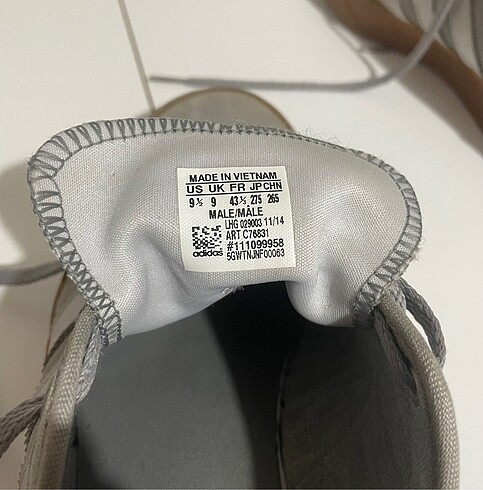 MADE IN VIETNAM
US UK FR JP CHN
9½ 9 43⅓ 275 265
MALE/MÂLE
LHG 029003 11/14
ART C76831
#111099958
adidas 5GWTNJNF00063